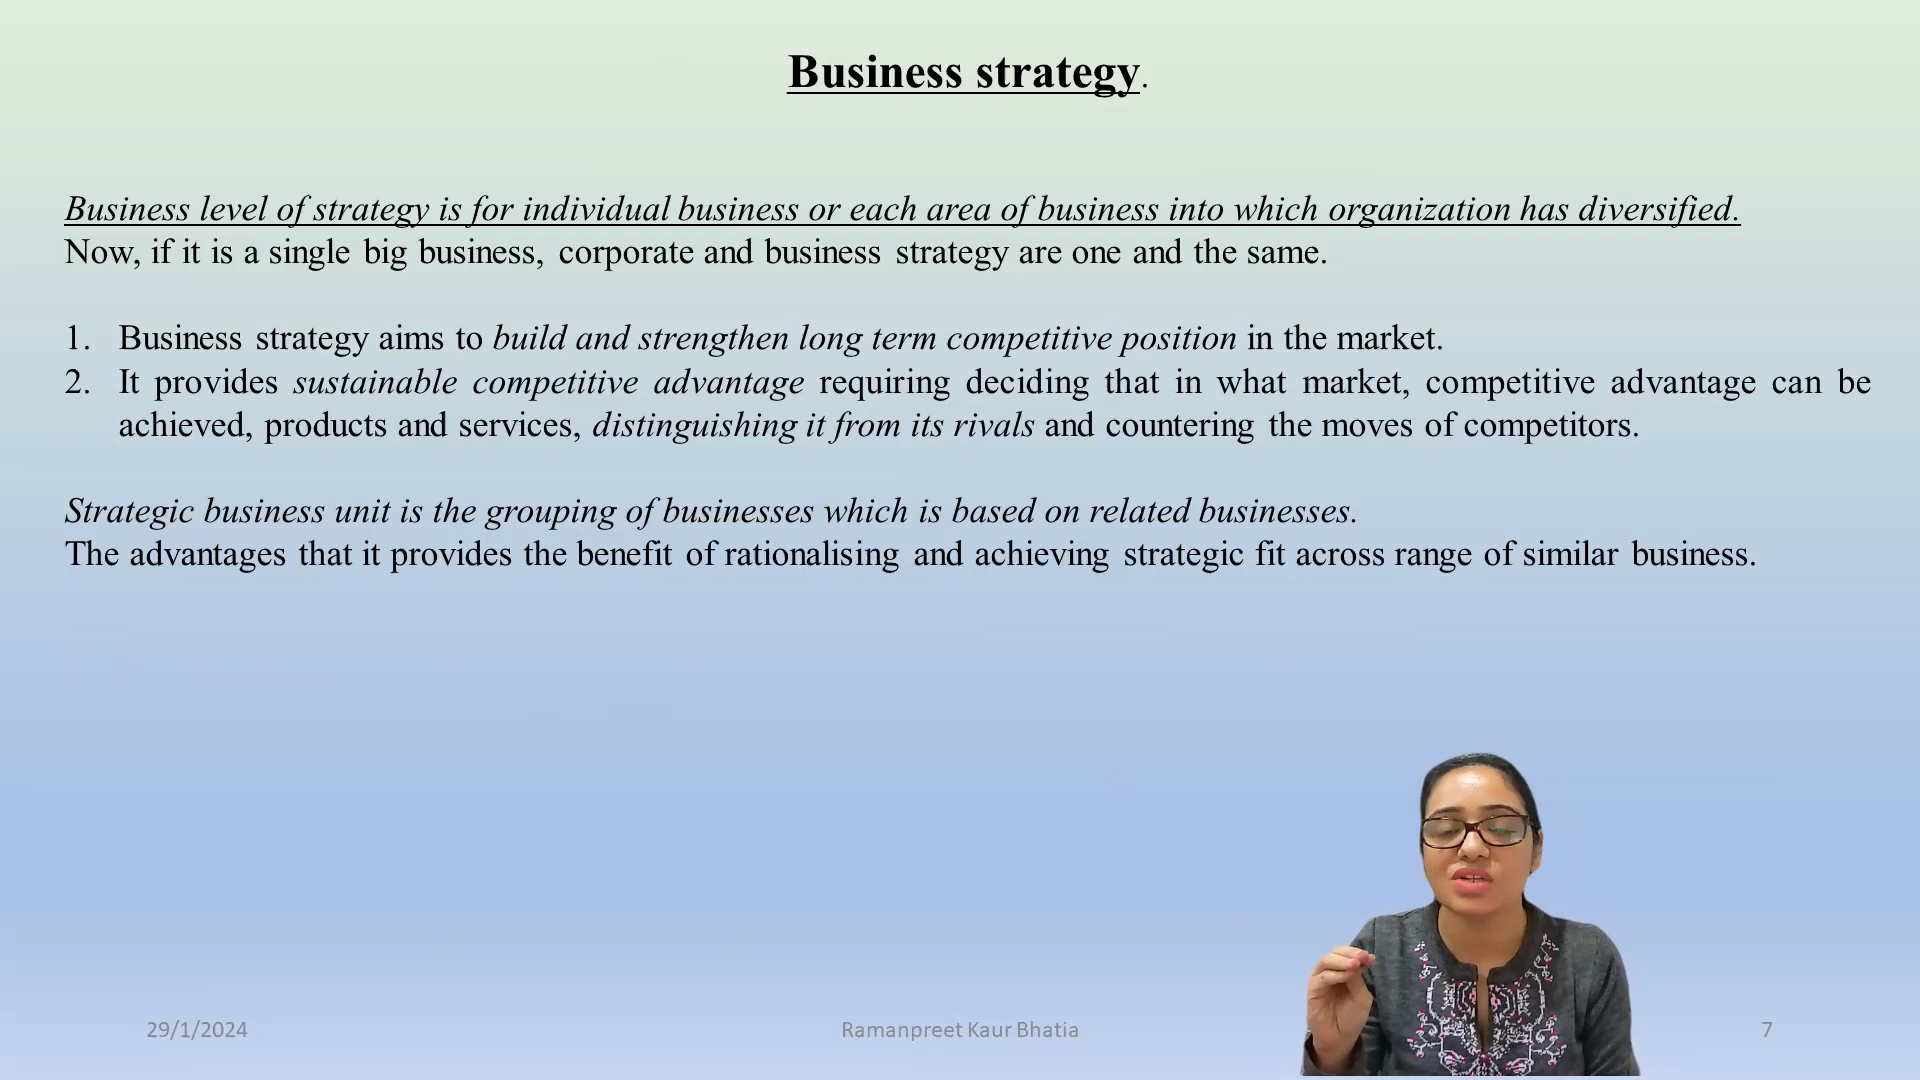 Business strategy.
Business level of strategy is for individual business or each area of business into which organization has diversified.
Now, if it is a single big business, corporate and business strategy are one and the same.
1. Business strategy aims to build and strengthen long term competitive position in the market.
2. It provides sustainable competitive advantage requiring deciding that in what market, competitive advantage can be
achieved, products and services, distinguishing it from its rivals and countering the moves of competitors.
Strategic business unit is the grouping of businesses which is based on related businesses.
The advantages that it provides the benefit of rationalising and achieving strategic fit across range of similar business.
29/1/2024
Ramanpreet Kaur Bhatia
7